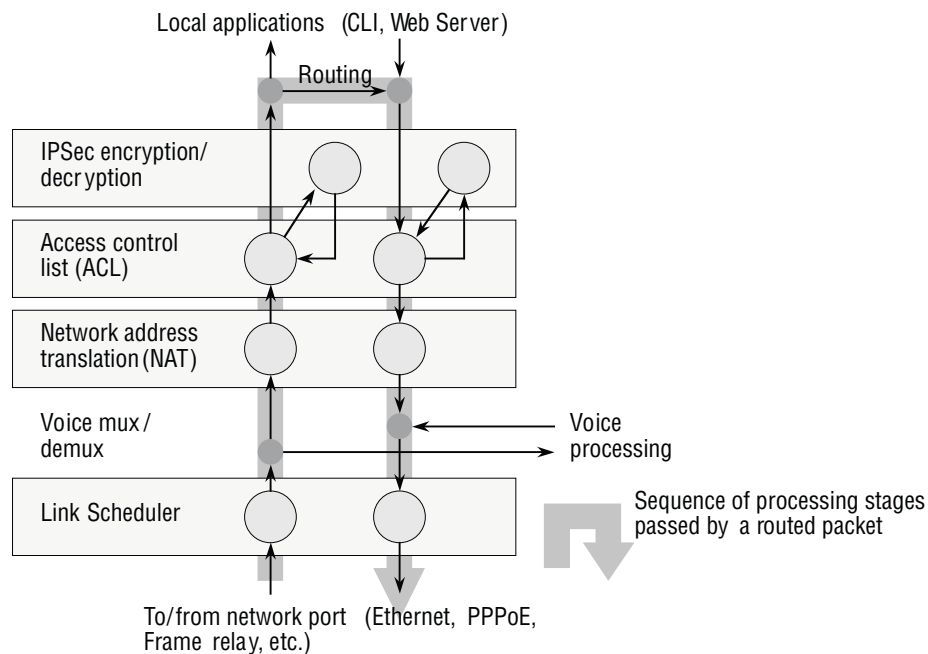 Local applications (CLI, Web Server)
Routing
IPSec encryption/
decryption
Access control
list (ACL)
Network address
translation (NAT)
Voice mux /
demux
Voice
processing
Link Scheduler
Sequence of processing stages
passed by a routed packet
To/from network port (Ethernet, PPPoE,
Frame relay, etc.)